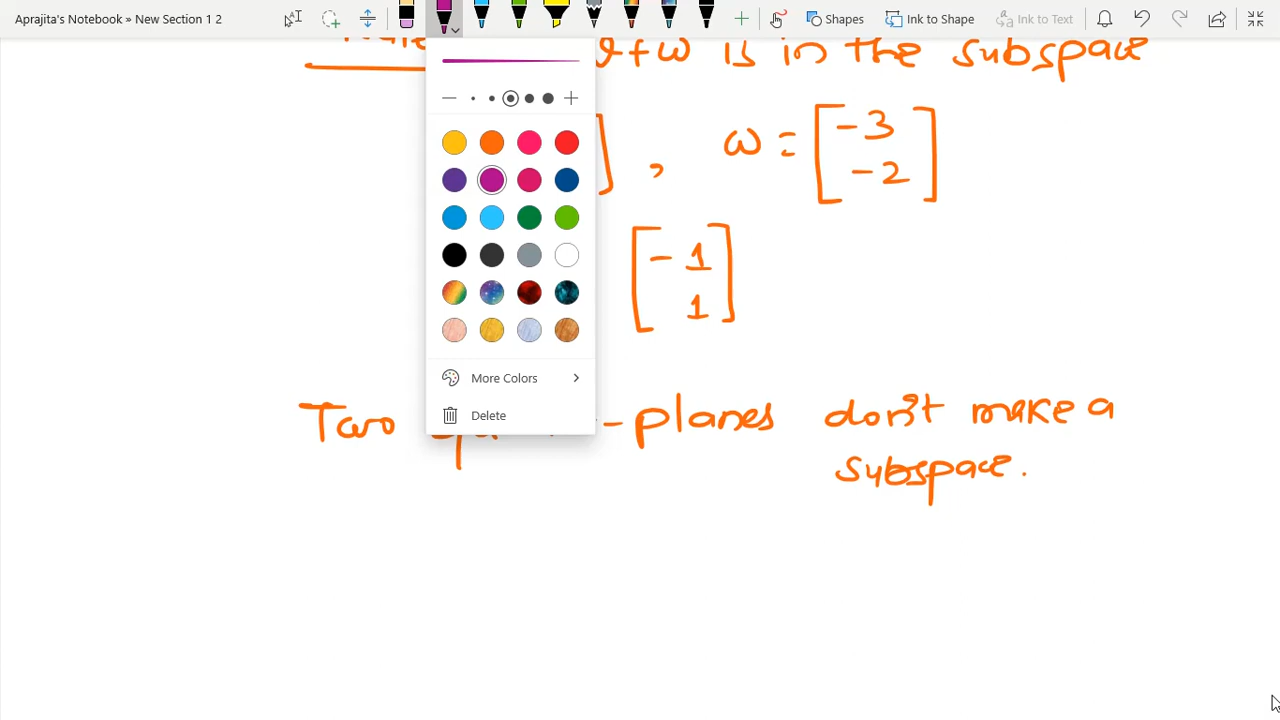 Aprajita's Notebook » New Section 1 2
Shapes
Ink to Shape
Ink to Text
v+w is in the subspace
] , w = [-3
-2]
[-1
1]
More Colors
Delete
Two -planes don't make a
subspace.